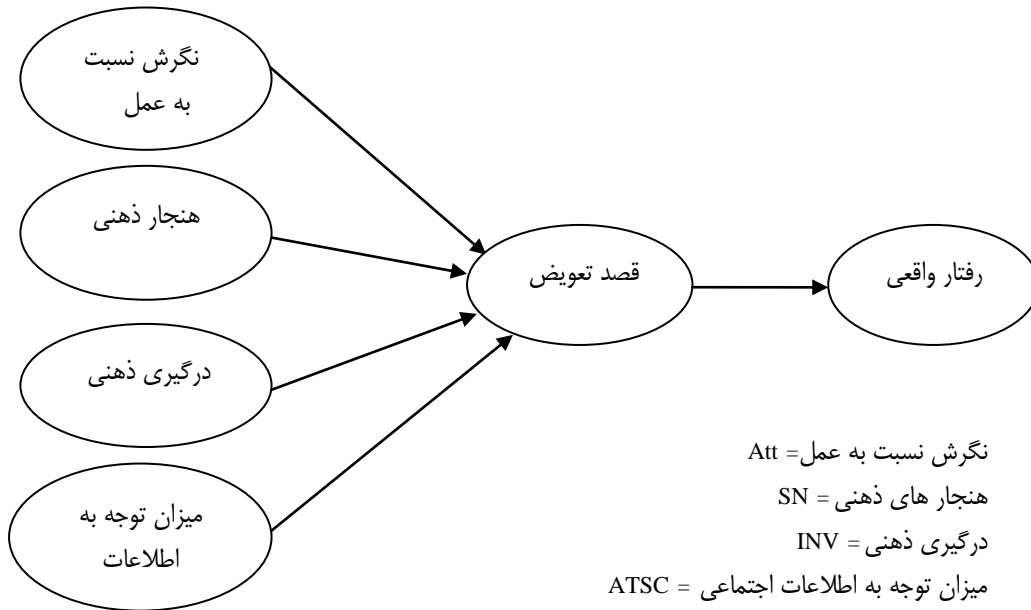 نگرش نسبت
به عمل
هنجار ذهنی
قصد تعویض
رفتار واقعی
درگیری ذهنی
میزان توجه به
اطلاعات
نگرش نسبت به عمل= Att
هنجار های ذهنی = SN
درگیری ذهنی = INV
میزان توجه به اطلاعات اجتماعی = ATSC